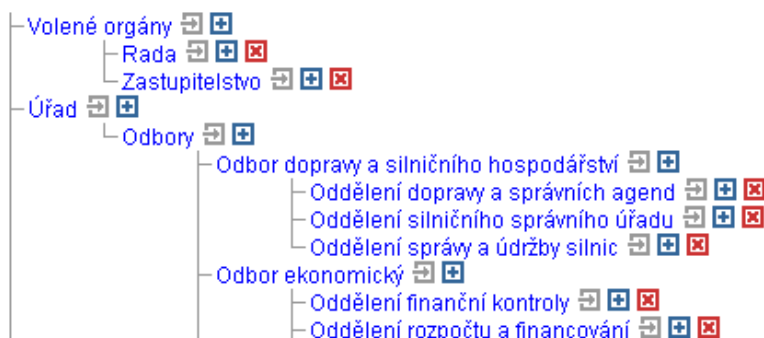 Volené orgány
Rada
Zastupitelstvo
Úřad
Odbory
Odbor dopravy a silničního hospodářství
Oddělení dopravy a správních agend
Oddělení silničního správního úřadu
Oddělení správy a údržby silnic
Odbor ekonomický
Oddělení finanční kontroly
Oddělení rozpočtu a financování